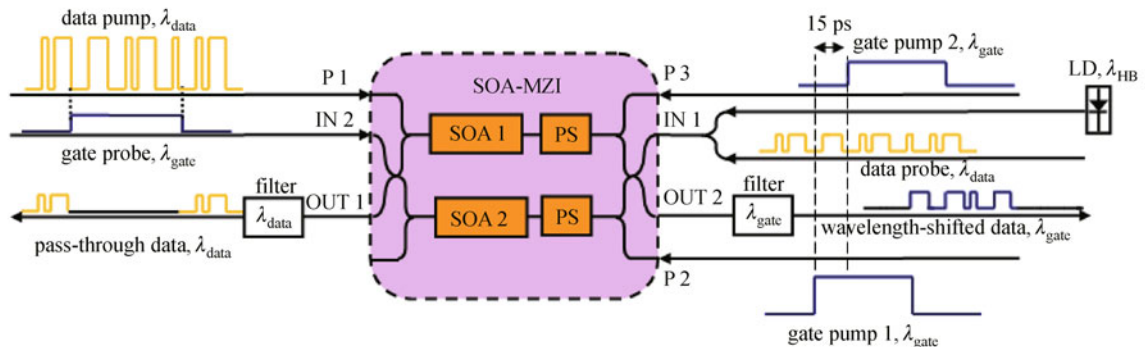 data pump, λdata
P 1
IN 2
gate probe, λgate
filter
λdata
OUT 1
pass-through data, λdata
SOA-MZI
SOA 1
PS
SOA 2
PS
15 ps
gate pump 2, λgate
LD, λHB
P 3
IN 1
data probe, λdata
OUT 2
filter
λgate
wavelength-shifted data, λgate
P 2
gate pump 1, λgate